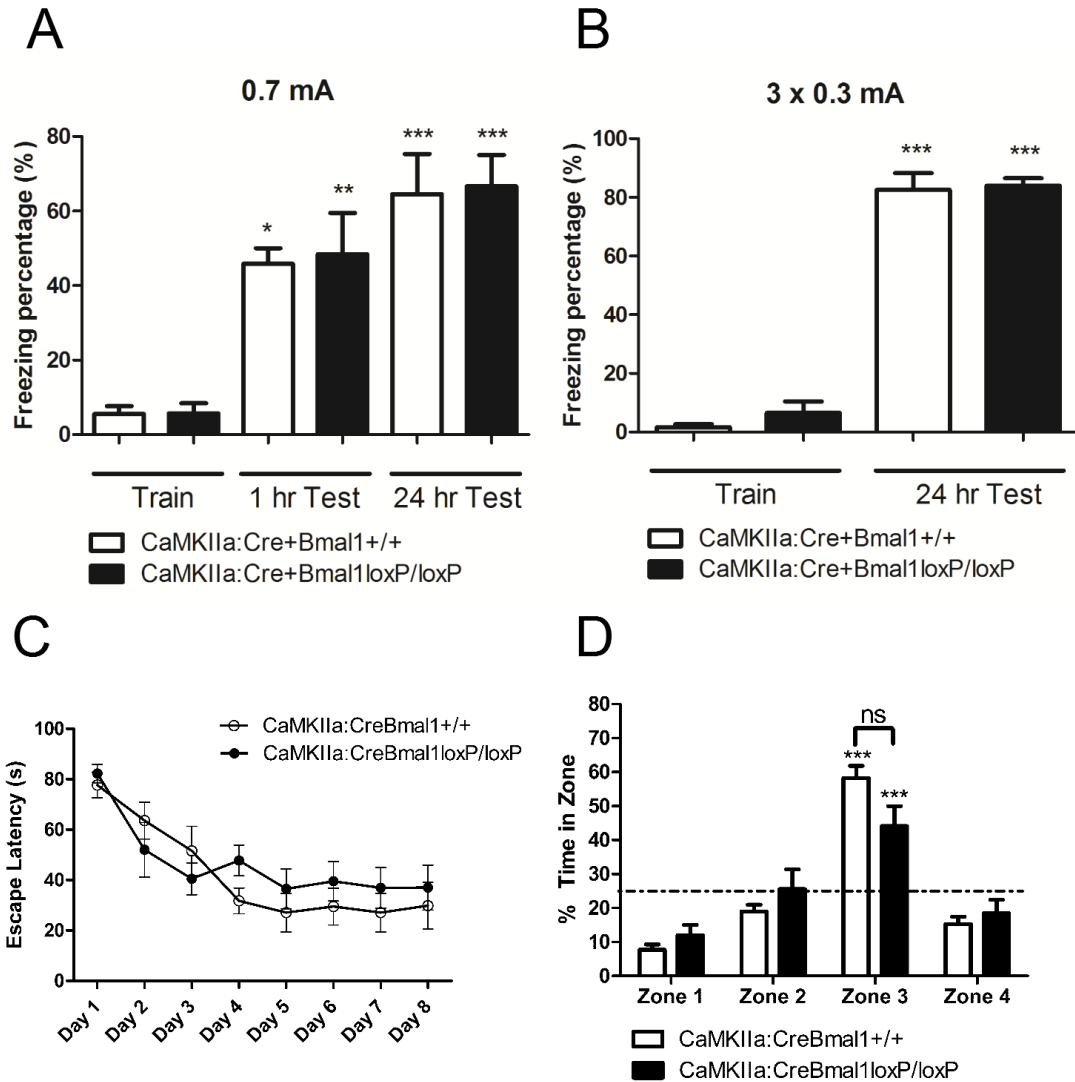 A
0.7 mA
Freezing percentage (%)
80
60
40
20
0
*
**
***
***
Train
1 hr Test
24 hr Test
CaMKIIa:Cre+Bmal1+/+
CaMKIIa:Cre+Bmal1loxP/loxP
B
3 x 0.3 mA
Freezing percentage (%)
100
80
60
40
20
0
***
***
Train
24 hr Test
CaMKIIa:Cre+Bmal1+/+
CaMKIIa:Cre+Bmal1loxP/loxP
C
CaMKIIa:CreBmal1+/+
CaMKIIa:CreBmal1loxP/loxP
Escape Latency (s)
100
80
60
40
20
0
Day 1
Day 2
Day 3
Day 4
Day 5
Day 6
Day 7
Day 8
D
% Time in Zone
80
70
60
50
40
30
20
10
0
ns
***
***
Zone 1
Zone 2
Zone 3
Zone 4
CaMKIIa:CreBmal1+/+
CaMKIIa:CreBmal1loxP/loxP